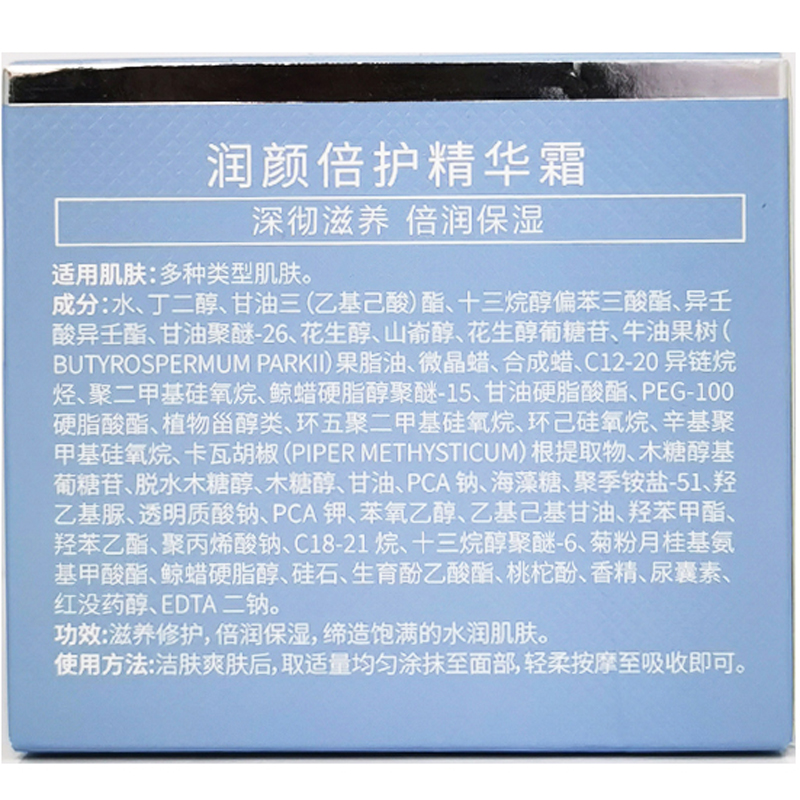 润颜倍护精华霜
深彻滋养 倍润保湿
适用肌肤:多种类型肌肤。
成分:水、丁二醇、甘油三(乙基己酸)酯、十三烷醇偏苯三酸酯、异壬
酸异壬酯、甘油聚醚-26、花生醇、山嵛醇、花生醇葡糖苷、牛油果树(
BUTYROSPERMUM PARKII)果脂油、微晶蜡、合成蜡、C12-20 异链烷
烃、聚二甲基硅氧烷、鲸蜡硬脂醇聚醚-15、甘油硬脂酸酯、PEG-100
硬脂酸酯、植物甾醇类、环五聚二甲基硅氧烷、环己硅氧烷、辛基聚
甲基硅氧烷、卡瓦胡椒(PIPER METHYSTICUM)根提取物、木糖醇基
葡糖苷、脱水木糖醇、木糖醇、甘油、PCA 钠、海藻糖、聚季铵盐-51、羟
乙基脲、透明质酸钠、PCA 钾、苯氧乙醇、乙基己基甘油、羟苯甲酯、
羟苯乙酯、聚丙烯酸钠、C18-21 烷、十三烷醇聚醚-6、菊粉月桂基氨
基甲酸酯、鲸蜡硬脂醇、硅石、生育酚乙酸酯、桃柁酚、香精、尿囊素、
红没药醇、EDTA 二钠。
功效:滋养修护,倍润保湿,缔造饱满的水润肌肤。
使用方法:洁肤爽肤后,取适量均匀涂抹至面部,轻柔按摩至吸收即可。